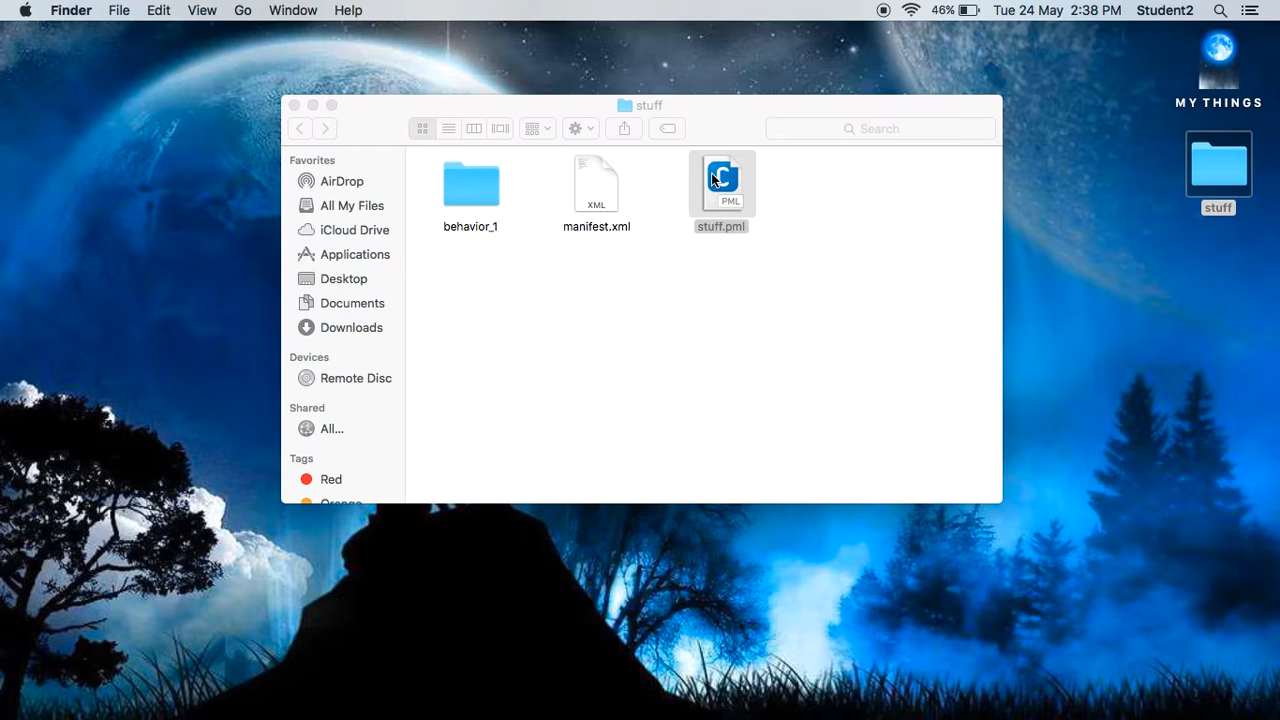 Finder File Edit View Go Window Help 46% Tue 24 May 2:38 PM Student2
MY THINGS
stuff
stuff
Search
Favorites
AirDrop
All My Files
iCloud Drive
Applications
Desktop
Documents
Downloads
Devices
Remote Disc
Shared
All...
Tags
Red
Orange
XML
C
PML
behavior_1 manifest.xml stuff.pml